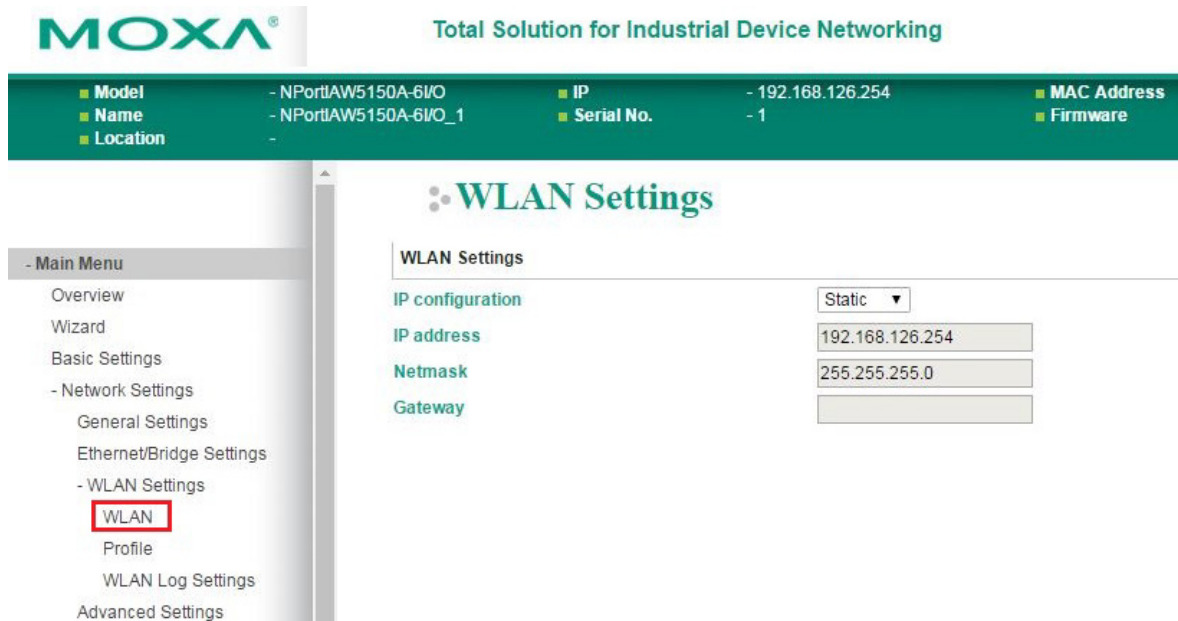 MOXA®
Total Solution for Industrial Device Networking
Model - NPortIAW5150A-6I/O IP - 192.168.126.254 MAC Address
Name - NPortIAW5150A-6I/O_1 Serial No. - 1 Firmware
Location -
WLAN Settings
WLAN Settings
IP configuration Static
IP address 192.168.126.254
Netmask 255.255.255.0
Gateway
- Main Menu
Overview
Wizard
Basic Settings
- Network Settings
General Settings
Ethernet/Bridge Settings
- WLAN Settings
WLAN
Profile
WLAN Log Settings
Advanced Settings